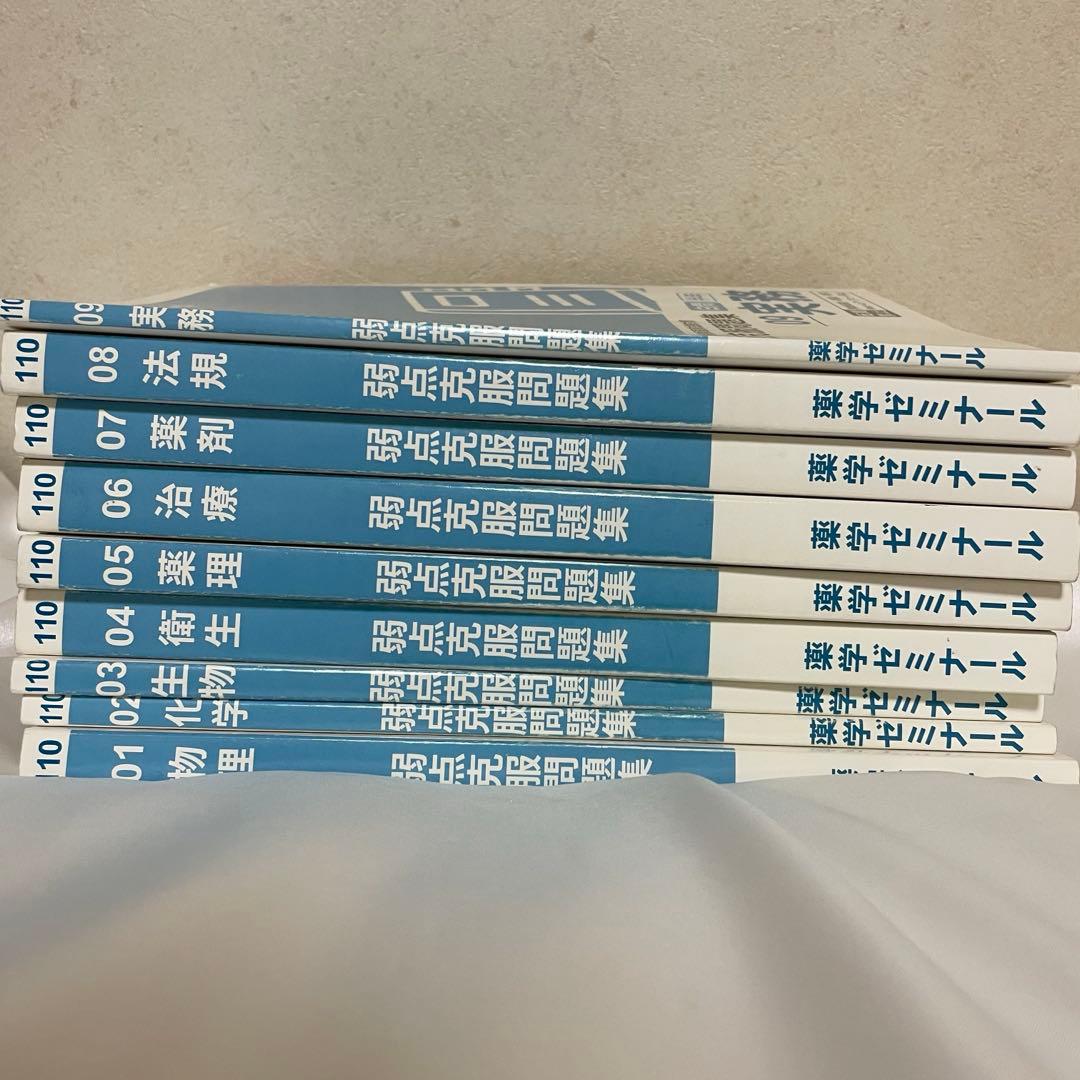 110 09 実務 弱点克服問題集 薬学ゼミナール
110 08 法規 弱点克服問題集 薬学ゼミナール
110 07 薬剤 弱点克服問題集 薬学ゼミナール
110 06 治療 弱点克服問題集 薬学ゼミナール
110 05 薬理 弱点克服問題集 薬学ゼミナール
110 04 衛生 弱点克服問題集 薬学ゼミナール
110 03 生物 弱点克服問題集 薬学ゼミナール
110 02 化学 弱点克服問題集 薬学ゼミナール
110 01 物理 弱点克服問題集